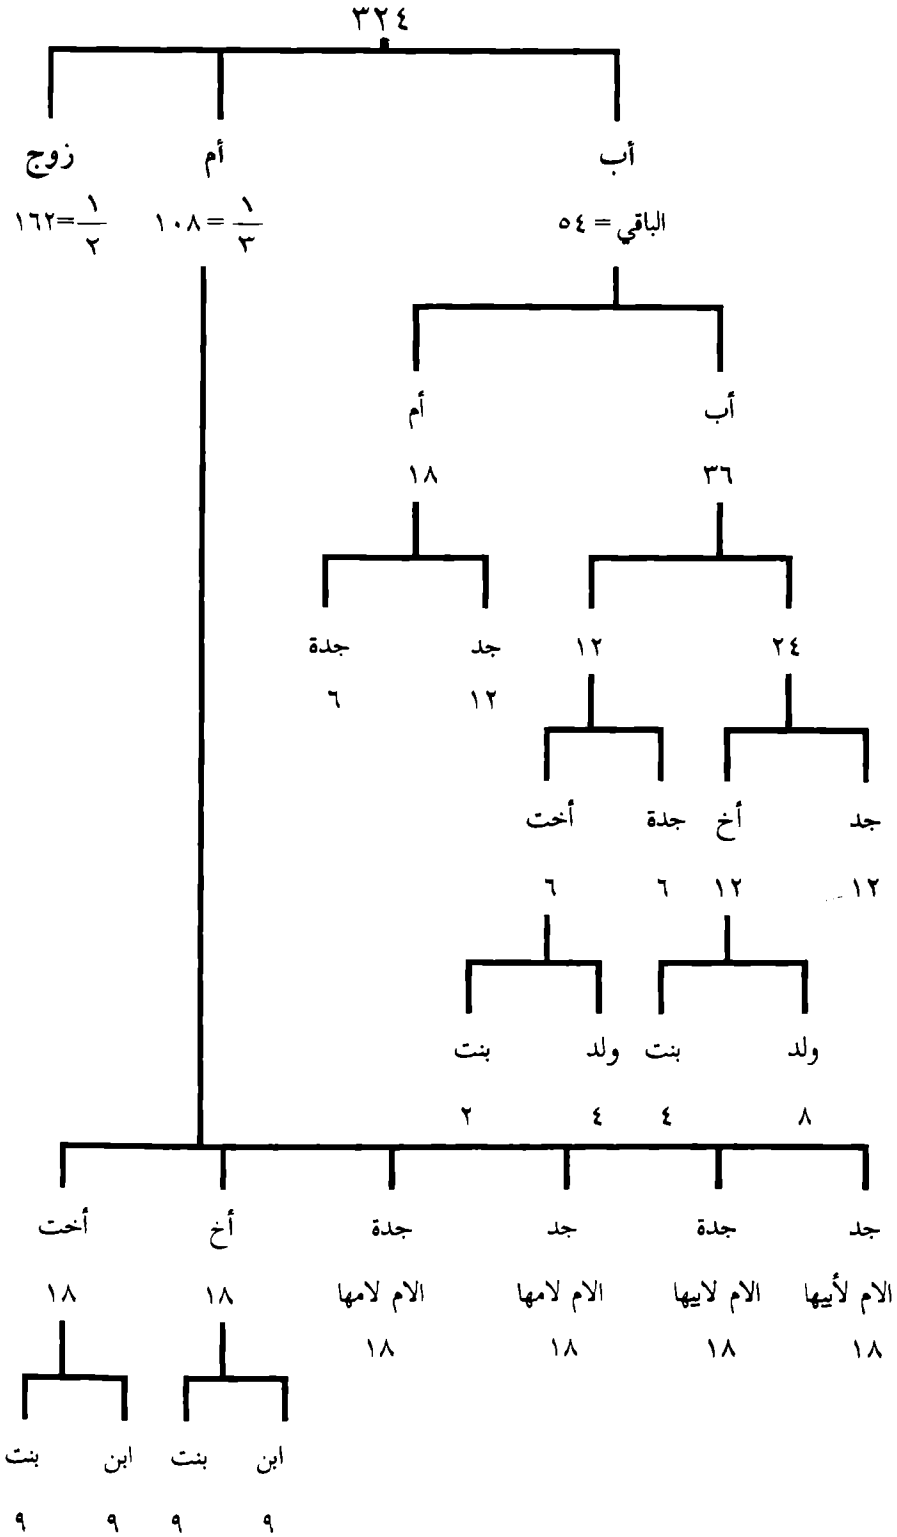 ٣٢٤
أب أم زوج
الباقي = ٥٤ ١/٣ = ١٠٨ ١/٢ = ١٦٢
أب أم
٣٦ ١٨
٢٤ ١٢ جد جدة
١٢ ٦
جد أخ جدة أخت
١٢ ١٢ ٦ ٦
ولد بنت ولد بنت
٨ ٤ ٤ ٢
جد جدة جد جدة أخ أخت
الام لأبيها الام لابيها الام لامها الام لامها ١٨ ١٨
١٨ ١٨ ١٨ ١٨
ابن بنت ابن بنت
٩ ٩ ٩ ٩